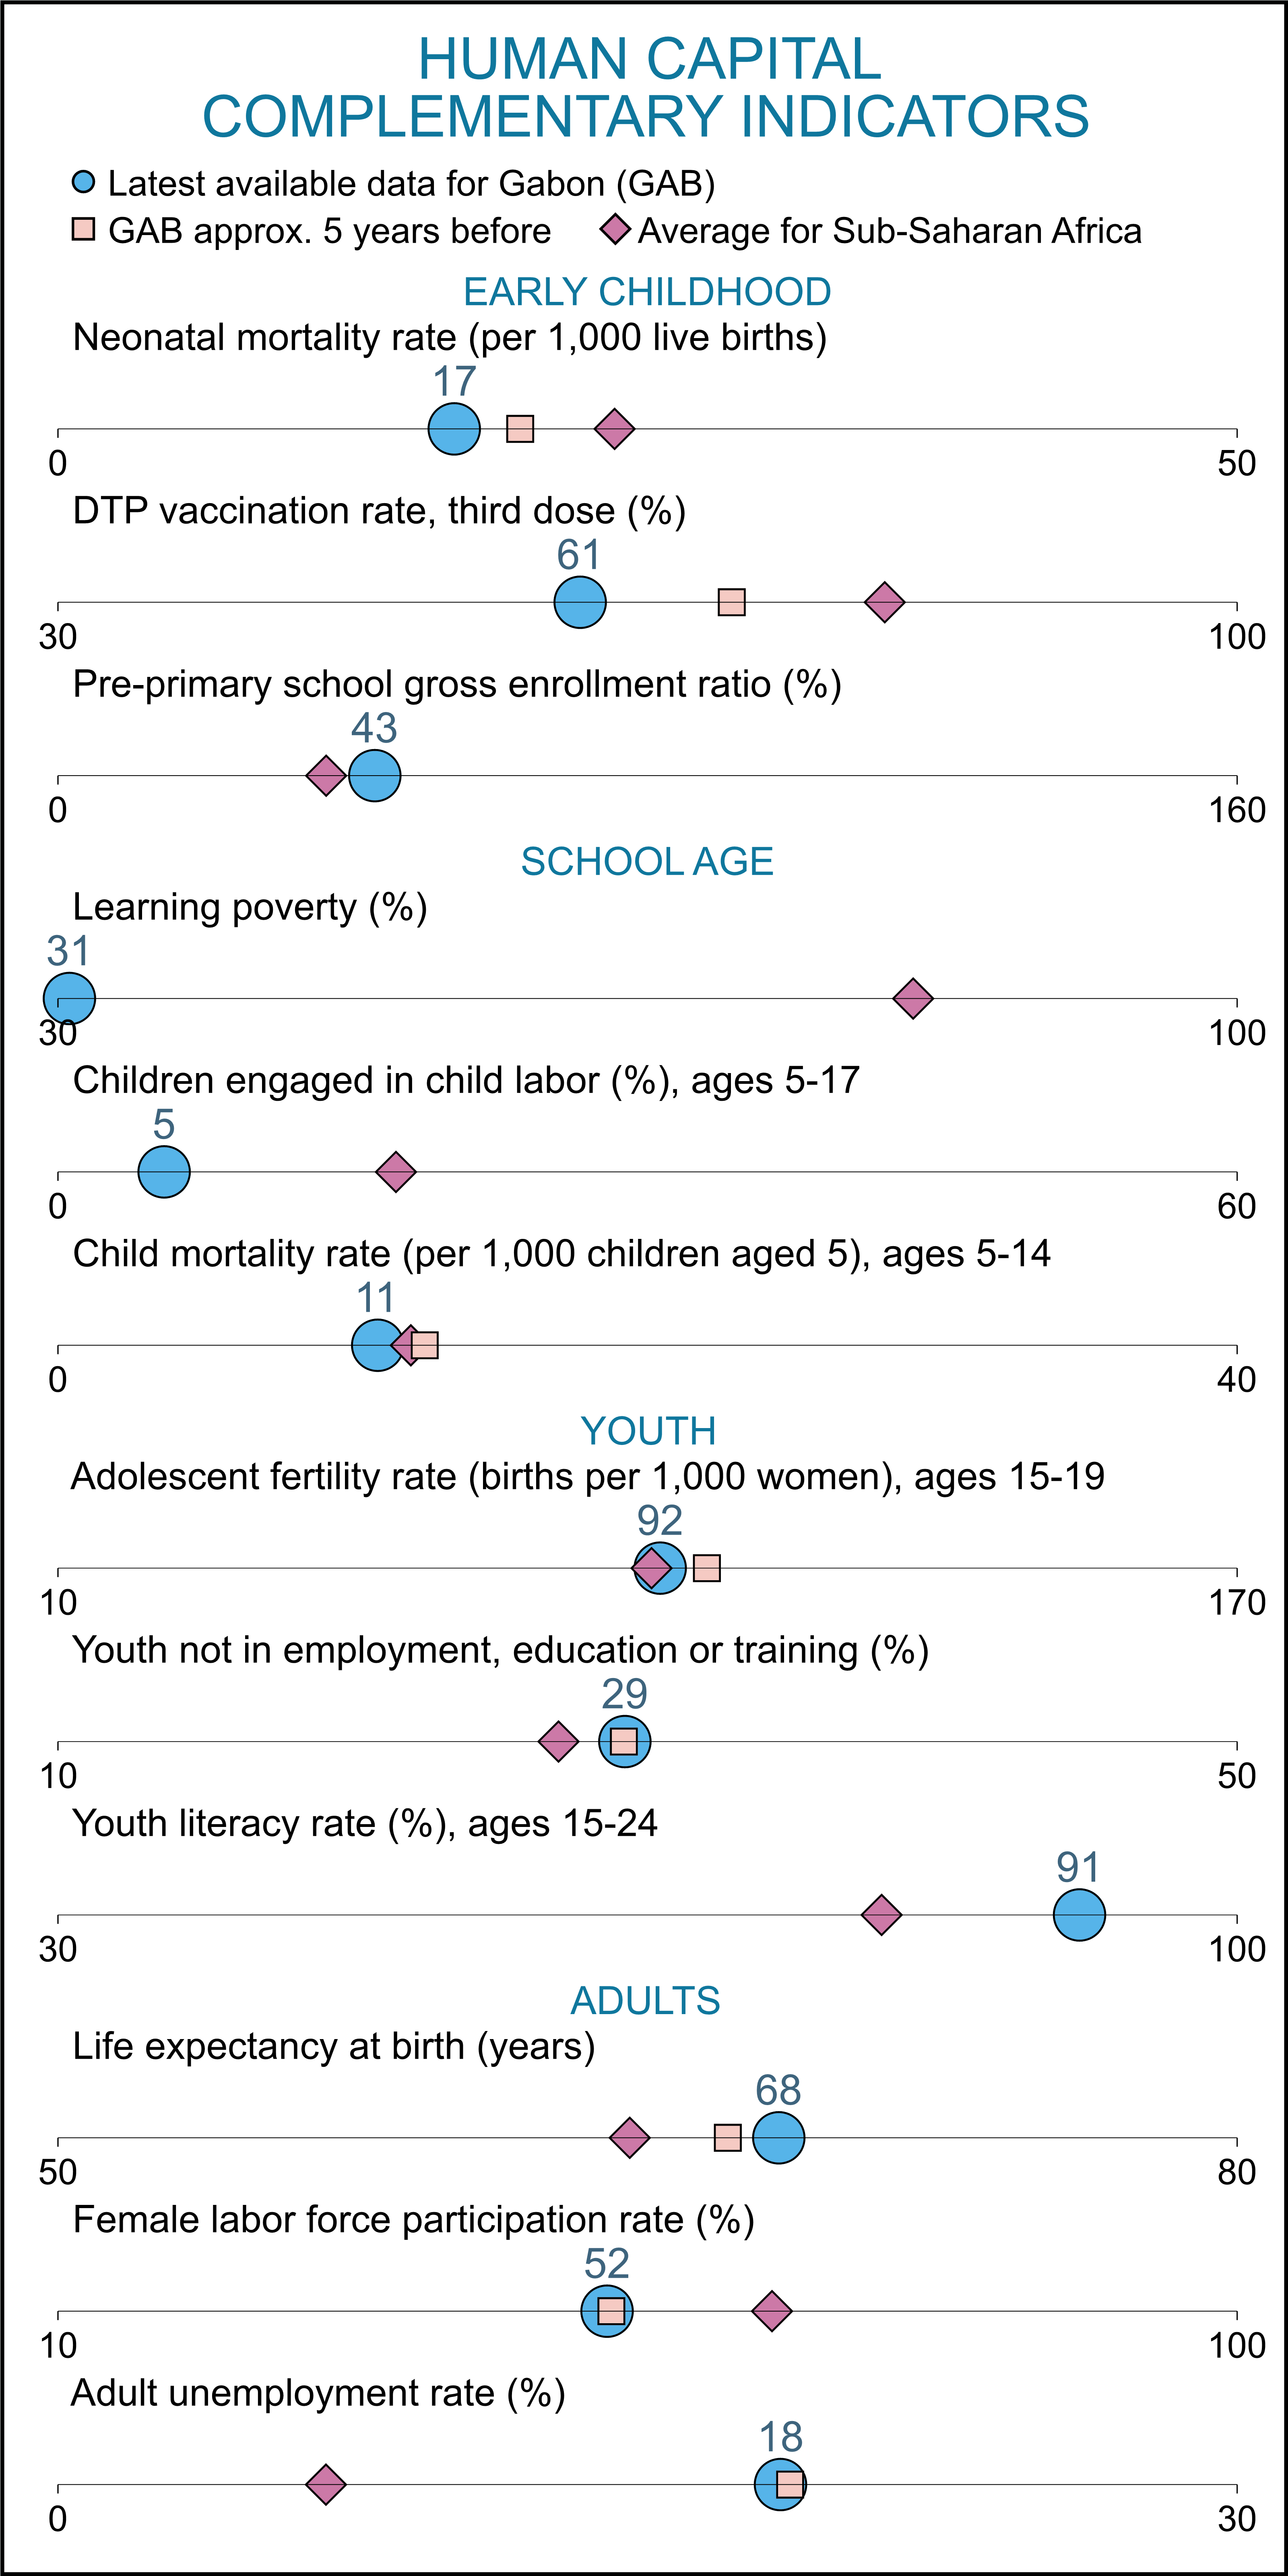 HUMAN CAPITAL
COMPLEMENTARY INDICATORS
Latest available data for Gabon (GAB)
GAB approx. 5 years before Average for Sub-Saharan Africa
EARLY CHILDHOOD
Neonatal mortality rate (per 1,000 live births)
17
0 50
DTP vaccination rate, third dose (%)
61
30 100
Pre-primary school gross enrollment ratio (%)
43
0 160
SCHOOL AGE
Learning poverty (%)
31
30 100
Children engaged in child labor (%), ages 5-17
5
0 60
Child mortality rate (per 1,000 children aged 5), ages 5-14
11
0 40
YOUTH
Adolescent fertility rate (births per 1,000 women), ages 15-19
92
10 170
Youth not in employment, education or training (%)
29
10 50
Youth literacy rate (%), ages 15-24
91
30 100
ADULTS
Life expectancy at birth (years)
68
50 80
Female labor force participation rate (%)
52
10 100
Adult unemployment rate (%)
18
0 30